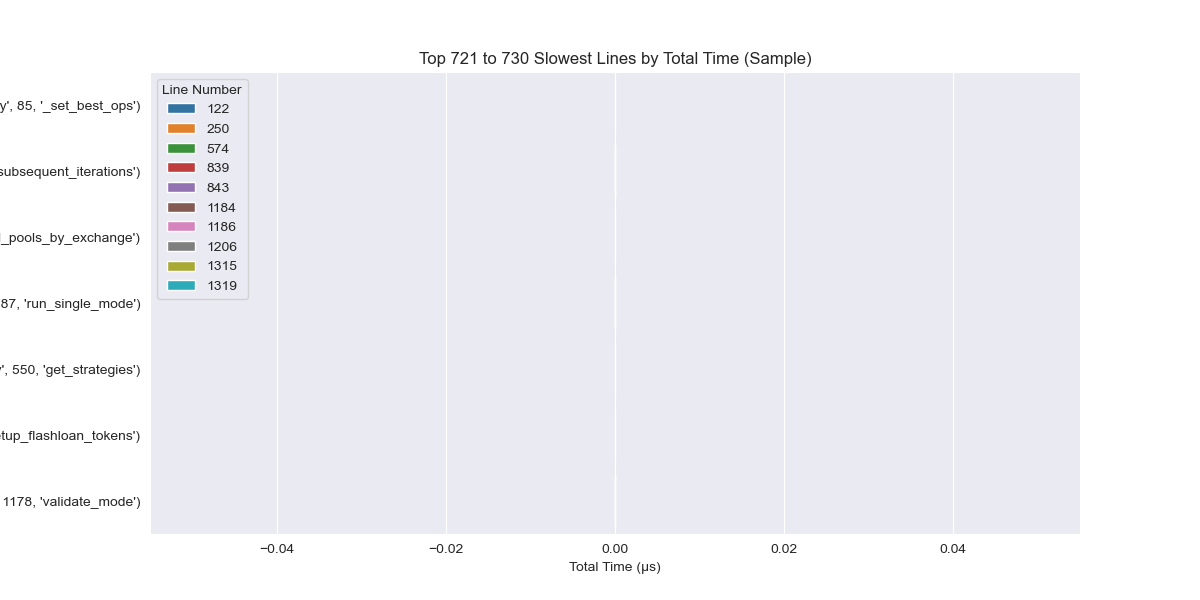 Top 721 to 730 Slowest Lines by Total Time (Sample)
y', 85, '_set_best_ops')
subsequent_iterations')
_pools_by_exchange')
87, 'run_single_mode')
', 550, 'get_strategies')
etup_flashloan_tokens')
1178, 'validate_mode')
Line Number
122
250
574
839
843
1184
1186
1206
1315
1319
−0.04 −0.02 0.00 0.02 0.04
Total Time (µs)